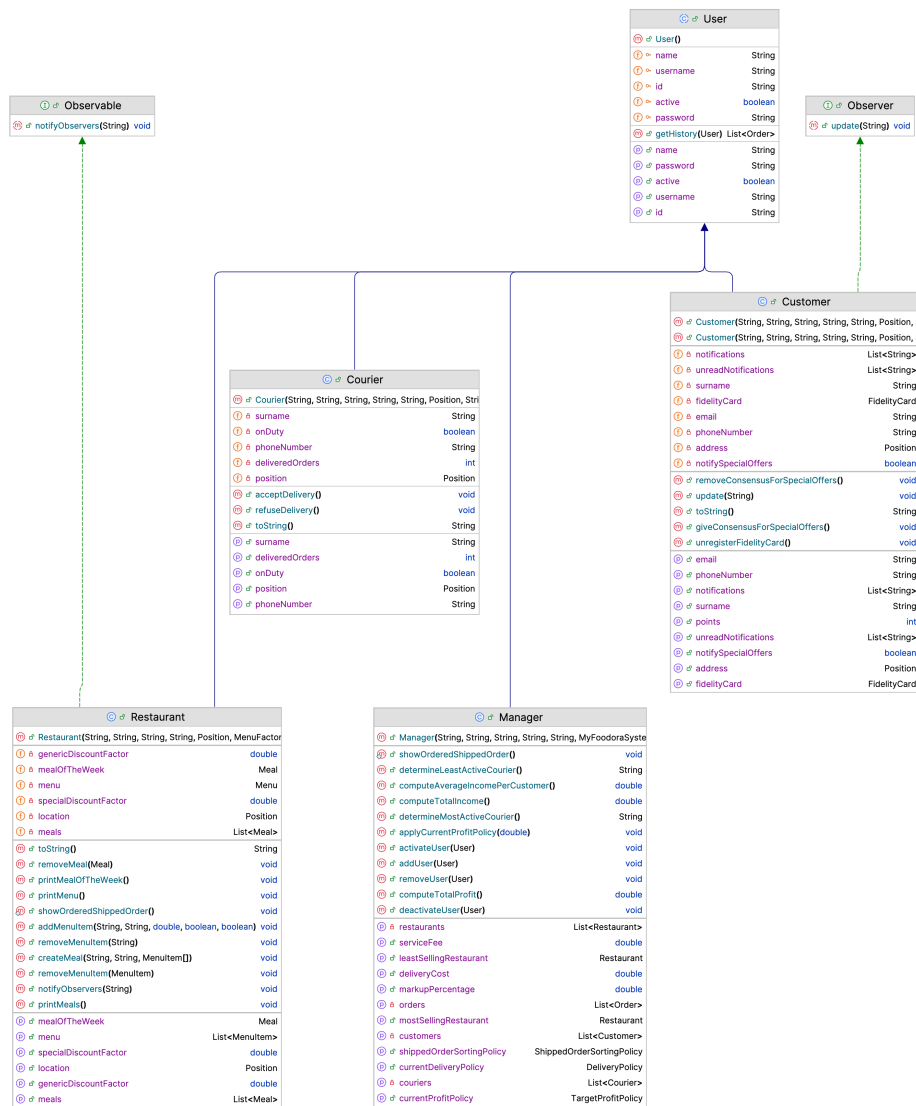 User
User()
name String
username String
id String
active boolean
password String
getHistory(User) List<Order>
name String
password String
active boolean
username String
id String
Observable
notifyObservers(String) void
Observer
update(String) void
Customer
Customer(String, String, String, String, String, Position,
Customer(String, String, String, String, String, Position,
notifications List<String>
unreadNotifications List<String>
surname String
fidelityCard FidelityCard
email String
phoneNumber String
address Position
notifySpecialOffers boolean
removeConsensusForSpecialOffers() void
update(String) void
toString() String
giveConsensusForSpecialOffers() void
unregisterFidelityCard() void
email String
phoneNumber String
notifications List<String>
surname String
points int
unreadNotifications List<String>
notifySpecialOffers boolean
address Position
fidelityCard FidelityCard
Courier
Courier(String, String, String, String, String, Position, Stri
surname String
onDuty boolean
phoneNumber String
deliveredOrders int
position Position
acceptDelivery() void
refuseDelivery() void
toString() String
surname String
deliveredOrders int
onDuty boolean
position Position
phoneNumber String
Restaurant
Restaurant(String, String, String, String, Position, MenuFactor
genericDiscountFactor double
mealOfTheWeek Meal
menu Menu
specialDiscountFactor double
location Position
meals List<Meal>
toString() String
removeMeal(Meal) void
printMealOfTheWeek() void
printMenu() void
showOrderedShippedOrder() void
addMenuItem(String, String, double, boolean, boolean) void
removeMenuItem(String) void
createMeal(String, String, MenuItem[]) void
removeMenuItem(MenuItem) void
notifyObservers(String) void
printMeals() void
mealOfTheWeek Meal
menu List<MenuItem>
specialDiscountFactor double
location Position
genericDiscountFactor double
meals List<Meal>
Manager
Manager(String, String, String, String, String, MyFoodoraSyste
showOrderedShippedOrder() void
determineLeastActiveCourier() String
computeAverageIncomePerCustomer() double
computeTotalIncome() double
determineMostActiveCourier() String
applyCurrentProfitPolicy(double) void
activateUser(User) void
addUser(User) void
removeUser(User) void
computeTotalProfit() double
deactivateUser(User) void
restaurants List<Restaurant>
serviceFee double
leastSellingRestaurant Restaurant
deliveryCost double
markupPercentage double
orders List<Order>
mostSellingRestaurant Restaurant
customers List<Customer>
shippedOrderSortingPolicy ShippedOrderSortingPolicy
currentDeliveryPolicy DeliveryPolicy
couriers List<Courier>
currentProfitPolicy TargetProfitPolicy